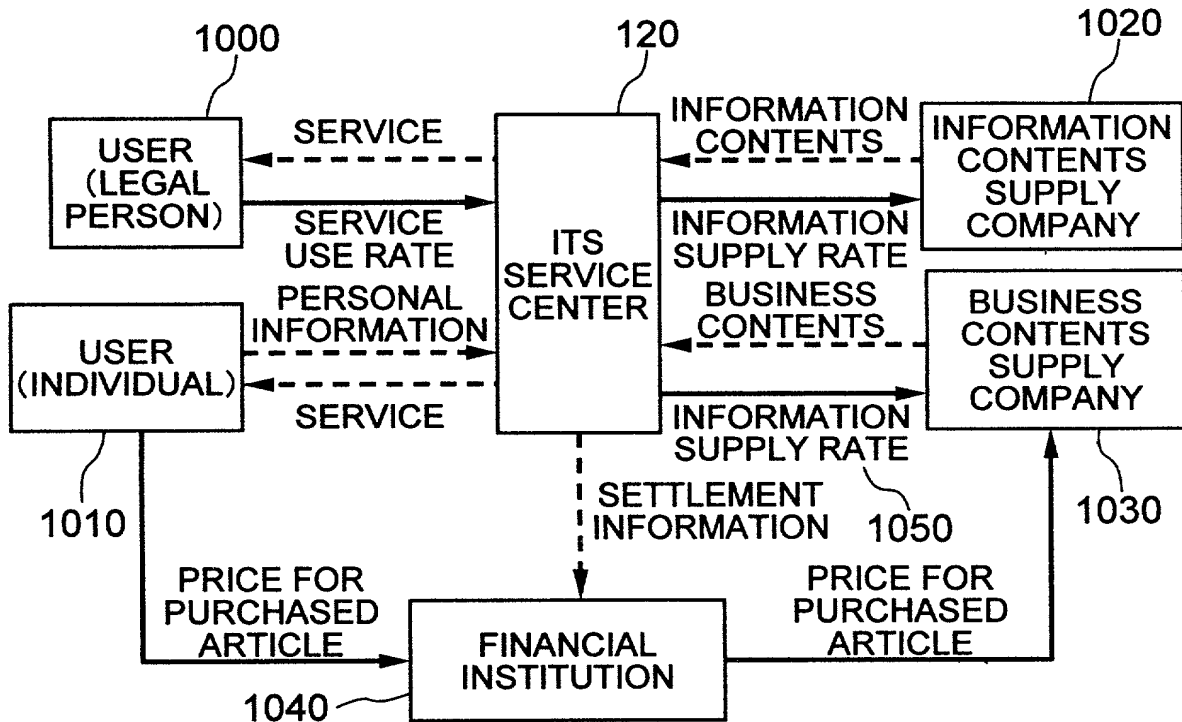 1000
120
1020
USER
(LEGAL
PERSON)
SERVICE
SERVICE
USE RATE
ITS
SERVICE
CENTER
INFORMATION
CONTENTS
INFORMATION
SUPPLY RATE
INFORMATION
CONTENTS
SUPPLY
COMPANY
USER
(INDIVIDUAL)
PERSONAL
INFORMATION
SERVICE
BUSINESS
CONTENTS
INFORMATION
SUPPLY RATE
BUSINESS
CONTENTS
SUPPLY
COMPANY
1010
SETTLEMENT
INFORMATION
1050
1030
PRICE FOR
PURCHASED
ARTICLE
FINANCIAL
INSTITUTION
PRICE FOR
PURCHASED
ARTICLE
1040